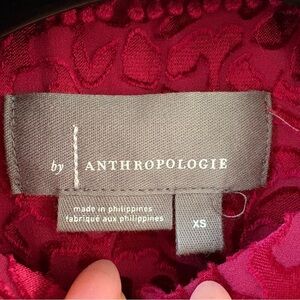 by ANTHROPOLOGIE
made in philippines
fabriqué aux philippines
XS